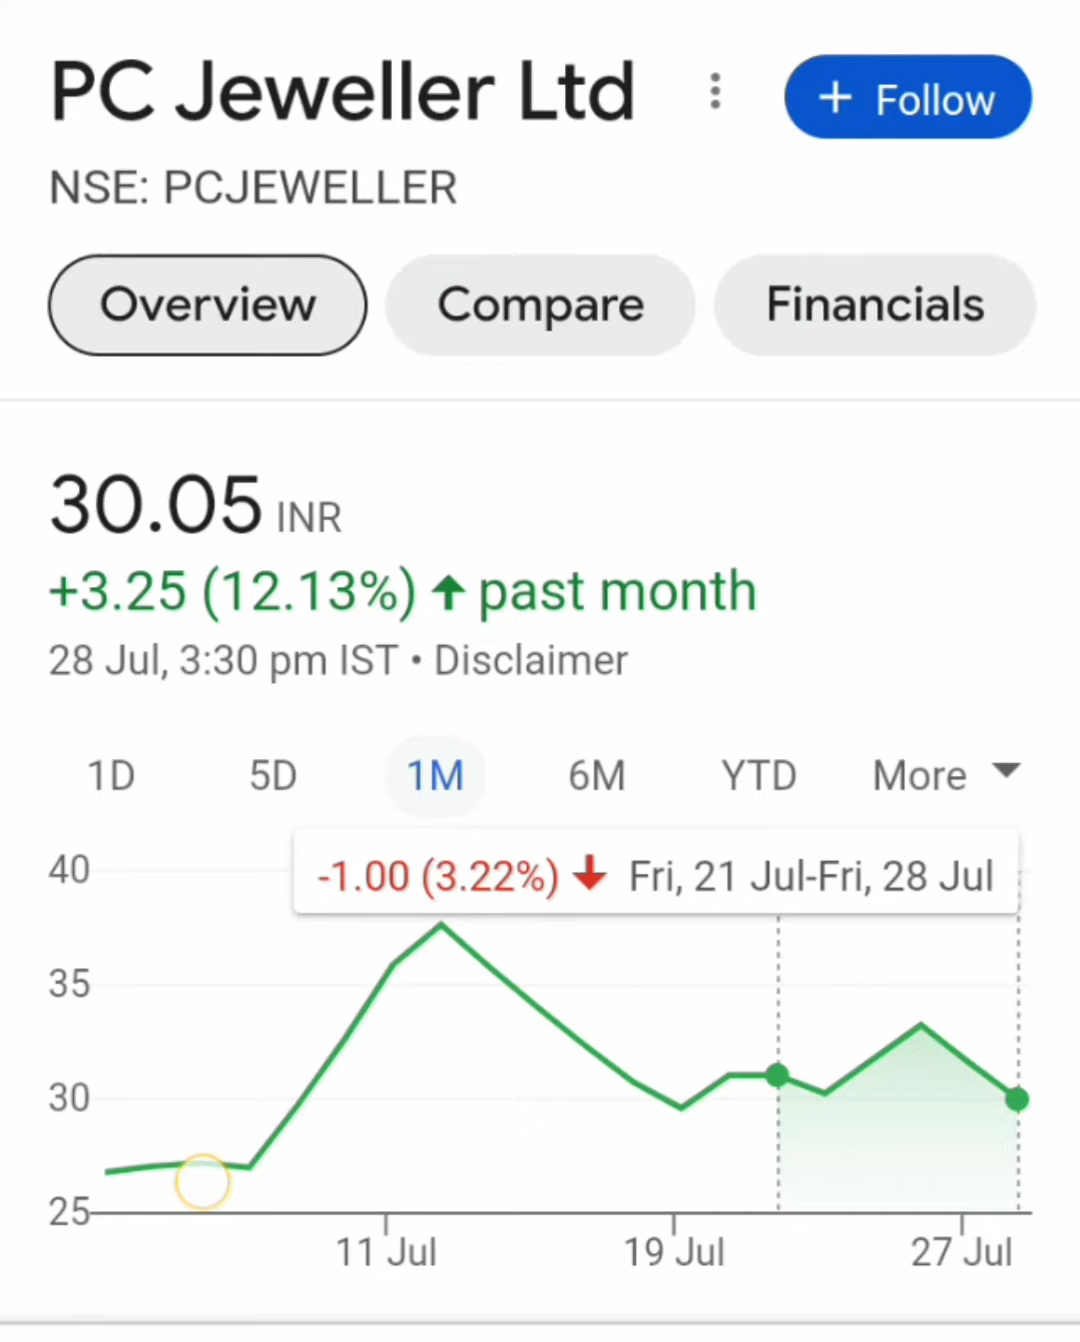 PC Jeweller Ltd
+ Follow
NSE: PCJEWELLER
Overview Compare Financials
30.05 INR
+3.25 (12.13%) ↑ past month
28 Jul, 3:30 pm IST • Disclaimer
1D 5D 1M 6M YTD More
-1.00 (3.22%) ↓ Fri, 21 Jul-Fri, 28 Jul
40
35
30
25
11 Jul 19 Jul 27 Jul